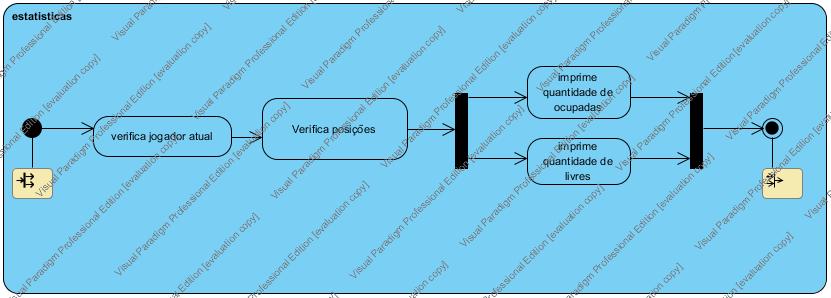 estatisticas
verifica jogador atual
Verifica posições
imprime
quantidade de
ocupadas
imprime
quantidade de
livres
Visual Paradigm Professional Edition [evaluation copy]